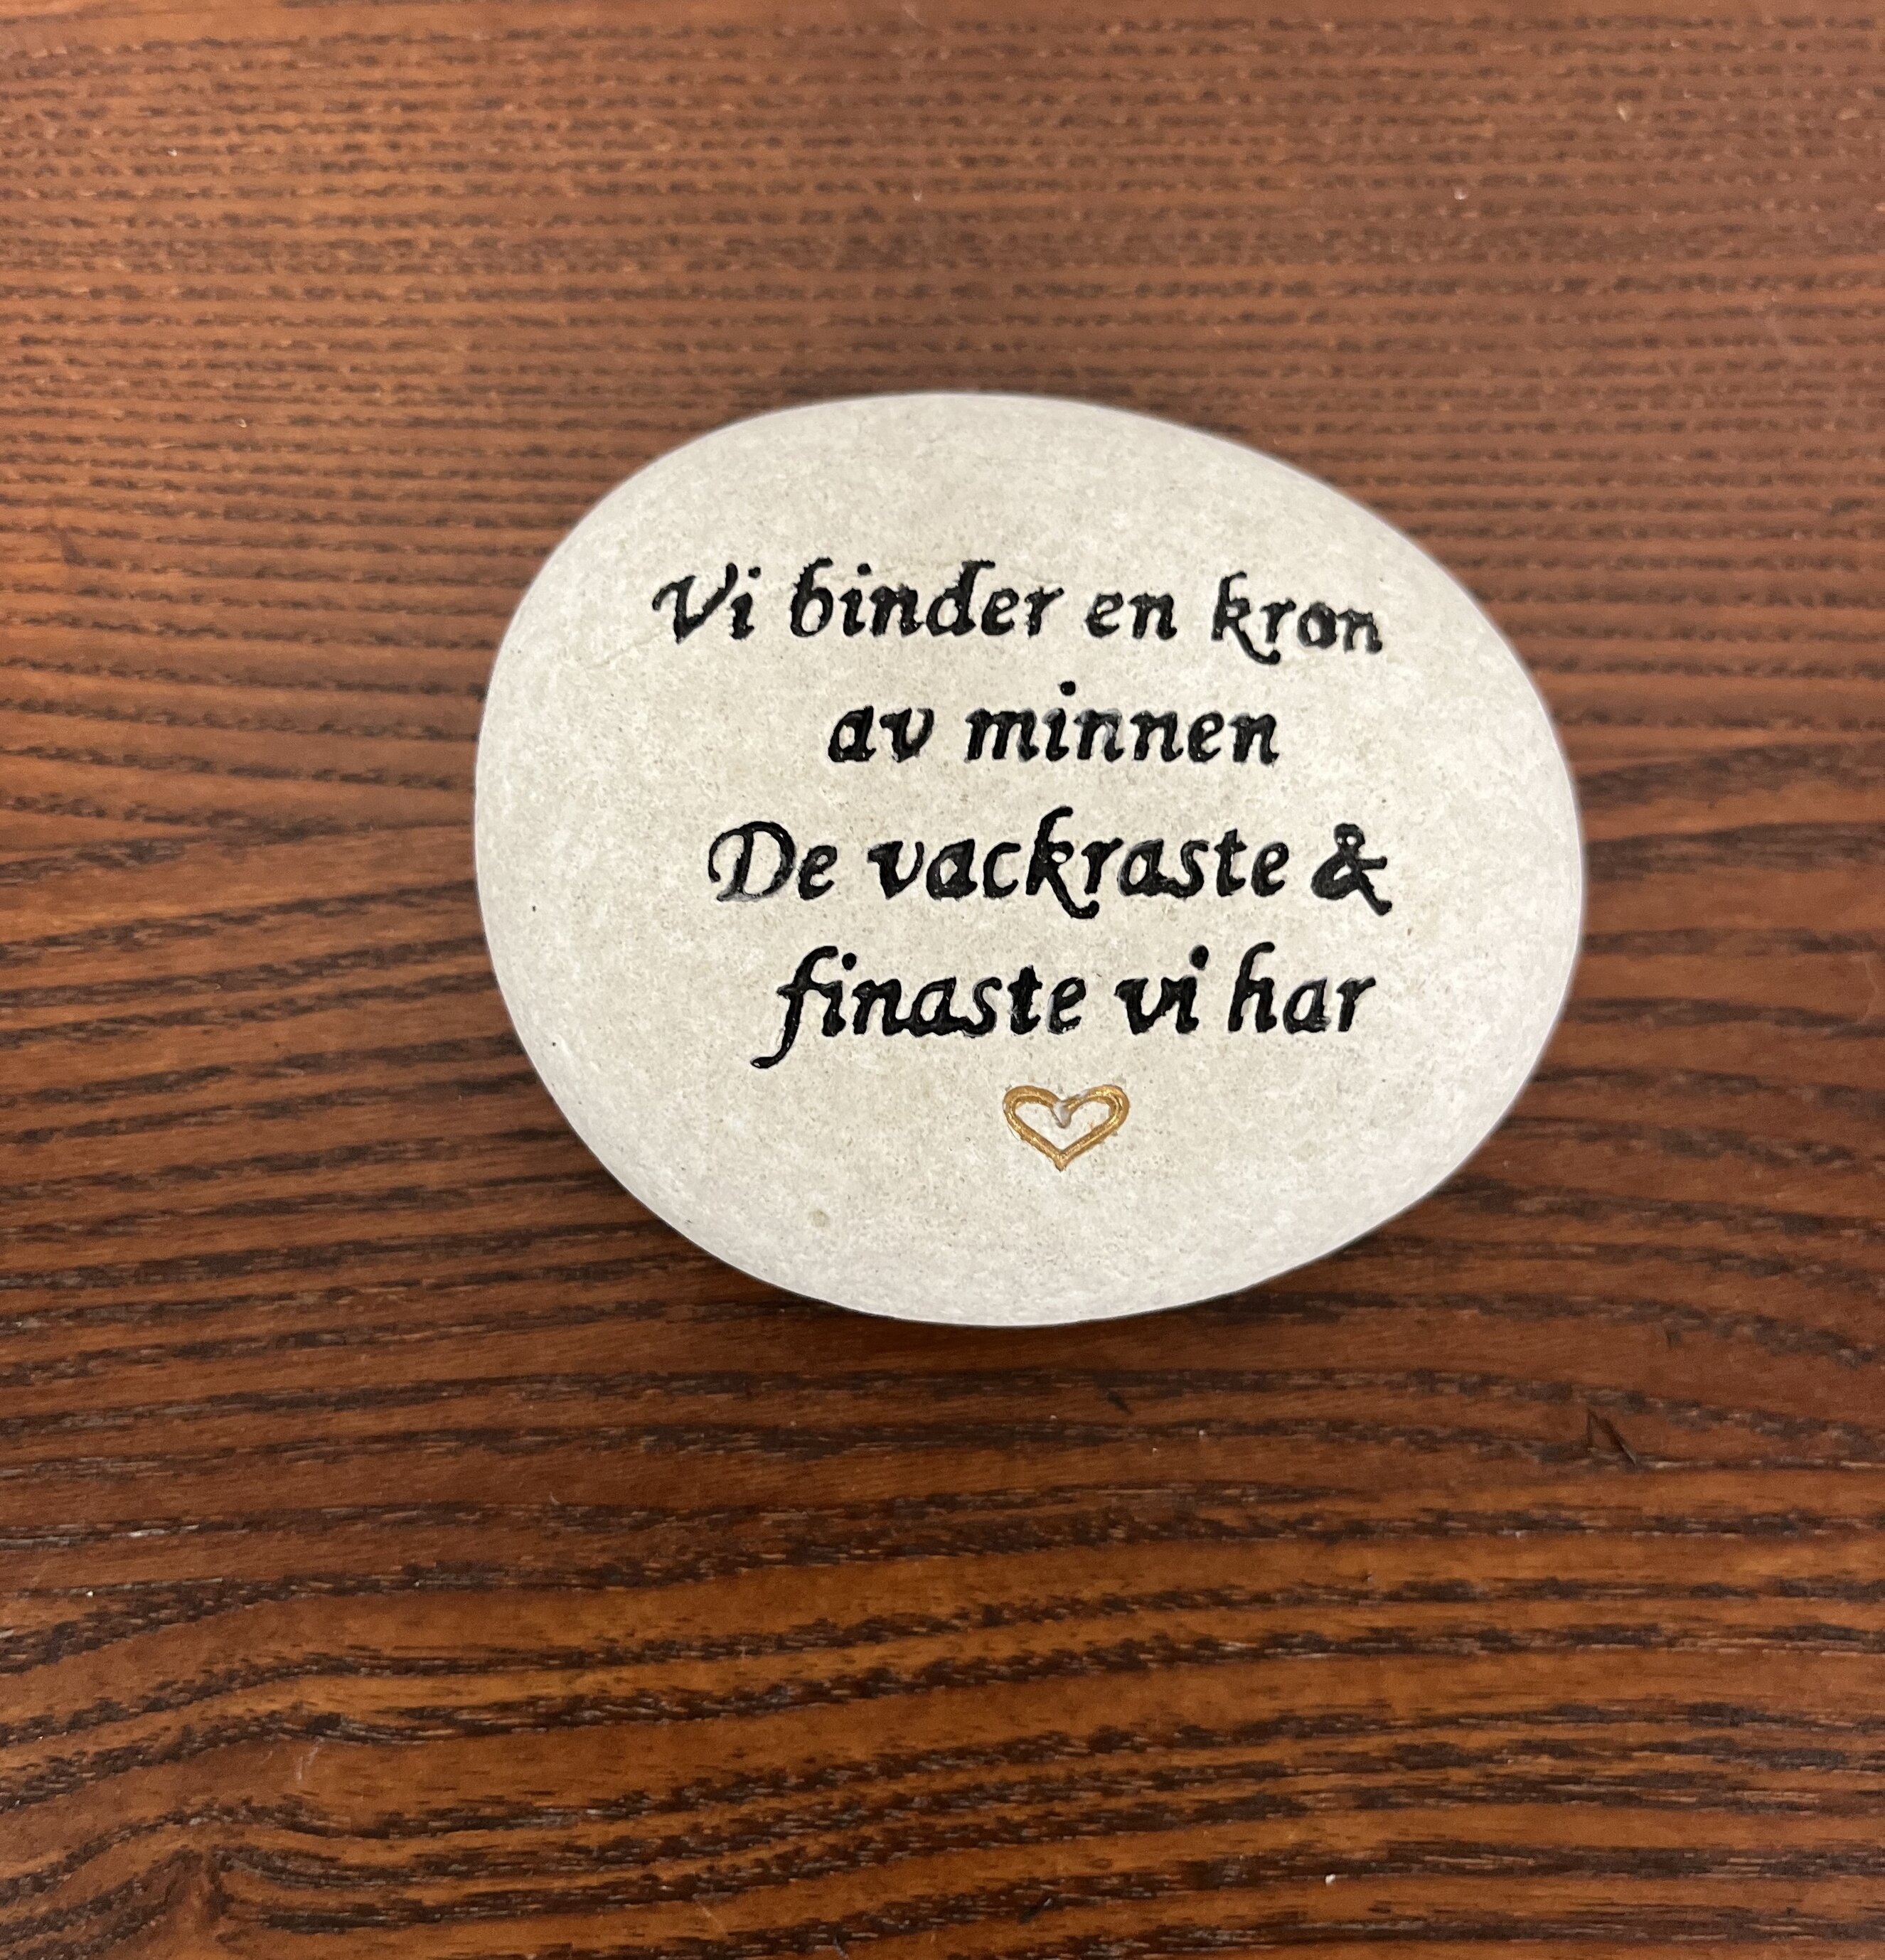 Vi binder en kron
av minnen
De vackraste &
finaste vi har